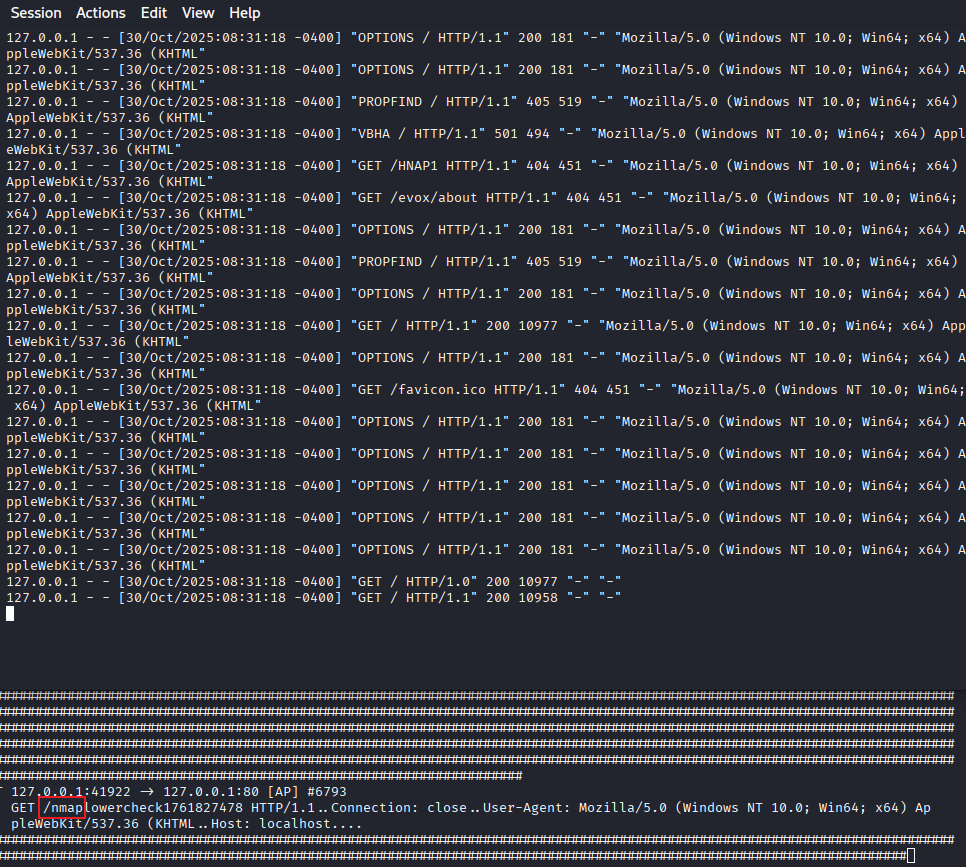 Session Actions Edit View Help
127.0.0.1 - - [30/Oct/2025:08:31:18 -0400] "OPTIONS / HTTP/1.1" 200 181 "-" "Mozilla/5.0 (Windows NT 10.0; Win64; x64) A
ppleWebKit/537.36 (KHTML"
127.0.0.1 - - [30/Oct/2025:08:31:18 -0400] "OPTIONS / HTTP/1.1" 200 181 "-" "Mozilla/5.0 (Windows NT 10.0; Win64; x64) A
ppleWebKit/537.36 (KHTML"
127.0.0.1 - - [30/Oct/2025:08:31:18 -0400] "PROPFIND / HTTP/1.1" 405 519 "-" "Mozilla/5.0 (Windows NT 10.0; Win64; x64)
AppleWebKit/537.36 (KHTML"
127.0.0.1 - - [30/Oct/2025:08:31:18 -0400] "VBHA / HTTP/1.1" 501 494 "-" "Mozilla/5.0 (Windows NT 10.0; Win64; x64) Appl
eWebKit/537.36 (KHTML"
127.0.0.1 - - [30/Oct/2025:08:31:18 -0400] "GET /HNAP1 HTTP/1.1" 404 451 "-" "Mozilla/5.0 (Windows NT 10.0; Win64; x64)
AppleWebKit/537.36 (KHTML"
127.0.0.1 - - [30/Oct/2025:08:31:18 -0400] "GET /evox/about HTTP/1.1" 404 451 "-" "Mozilla/5.0 (Windows NT 10.0; Win64;
x64) AppleWebKit/537.36 (KHTML"
127.0.0.1 - - [30/Oct/2025:08:31:18 -0400] "OPTIONS / HTTP/1.1" 200 181 "-" "Mozilla/5.0 (Windows NT 10.0; Win64; x64) A
ppleWebKit/537.36 (KHTML"
127.0.0.1 - - [30/Oct/2025:08:31:18 -0400] "PROPFIND / HTTP/1.1" 405 519 "-" "Mozilla/5.0 (Windows NT 10.0; Win64; x64)
AppleWebKit/537.36 (KHTML"
127.0.0.1 - - [30/Oct/2025:08:31:18 -0400] "OPTIONS / HTTP/1.1" 200 181 "-" "Mozilla/5.0 (Windows NT 10.0; Win64; x64) A
ppleWebKit/537.36 (KHTML"
127.0.0.1 - - [30/Oct/2025:08:31:18 -0400] "GET / HTTP/1.1" 200 10977 "-" "Mozilla/5.0 (Windows NT 10.0; Win64; x64) App
leWebKit/537.36 (KHTML"
127.0.0.1 - - [30/Oct/2025:08:31:18 -0400] "OPTIONS / HTTP/1.1" 200 181 "-" "Mozilla/5.0 (Windows NT 10.0; Win64; x64) A
ppleWebKit/537.36 (KHTML"
127.0.0.1 - - [30/Oct/2025:08:31:18 -0400] "GET /favicon.ico HTTP/1.1" 404 451 "-" "Mozilla/5.0 (Windows NT 10.0; Win64;
x64) AppleWebKit/537.36 (KHTML"
127.0.0.1 - - [30/Oct/2025:08:31:18 -0400] "OPTIONS / HTTP/1.1" 200 181 "-" "Mozilla/5.0 (Windows NT 10.0; Win64; x64) A
ppleWebKit/537.36 (KHTML"
127.0.0.1 - - [30/Oct/2025:08:31:18 -0400] "OPTIONS / HTTP/1.1" 200 181 "-" "Mozilla/5.0 (Windows NT 10.0; Win64; x64) A
ppleWebKit/537.36 (KHTML"
127.0.0.1 - - [30/Oct/2025:08:31:18 -0400] "OPTIONS / HTTP/1.1" 200 181 "-" "Mozilla/5.0 (Windows NT 10.0; Win64; x64) A
ppleWebKit/537.36 (KHTML"
127.0.0.1 - - [30/Oct/2025:08:31:18 -0400] "OPTIONS / HTTP/1.1" 200 181 "-" "Mozilla/5.0 (Windows NT 10.0; Win64; x64) A
ppleWebKit/537.36 (KHTML"
127.0.0.1 - - [30/Oct/2025:08:31:18 -0400] "OPTIONS / HTTP/1.1" 200 181 "-" "Mozilla/5.0 (Windows NT 10.0; Win64; x64) A
ppleWebKit/537.36 (KHTML"
127.0.0.1 - - [30/Oct/2025:08:31:18 -0400] "GET / HTTP/1.0" 200 10977 "-" "-"
127.0.0.1 - - [30/Oct/2025:08:31:18 -0400] "GET / HTTP/1.1" 200 10958 "-" "-"
########################################################################################################################
########################################################################################################################
########################################################################################################################
########################################################################################################################
########################################################################################################################
##################################################################
T 127.0.0.1:41922 -> 127.0.0.1:80 [AP] #6793
GET /nmaplowercheck1761827478 HTTP/1.1..Connection: close..User-Agent: Mozilla/5.0 (Windows NT 10.0; Win64; x64) Ap
pleWebKit/537.36 (KHTML..Host: localhost....
########################################################################################################################
##################################################################################################################